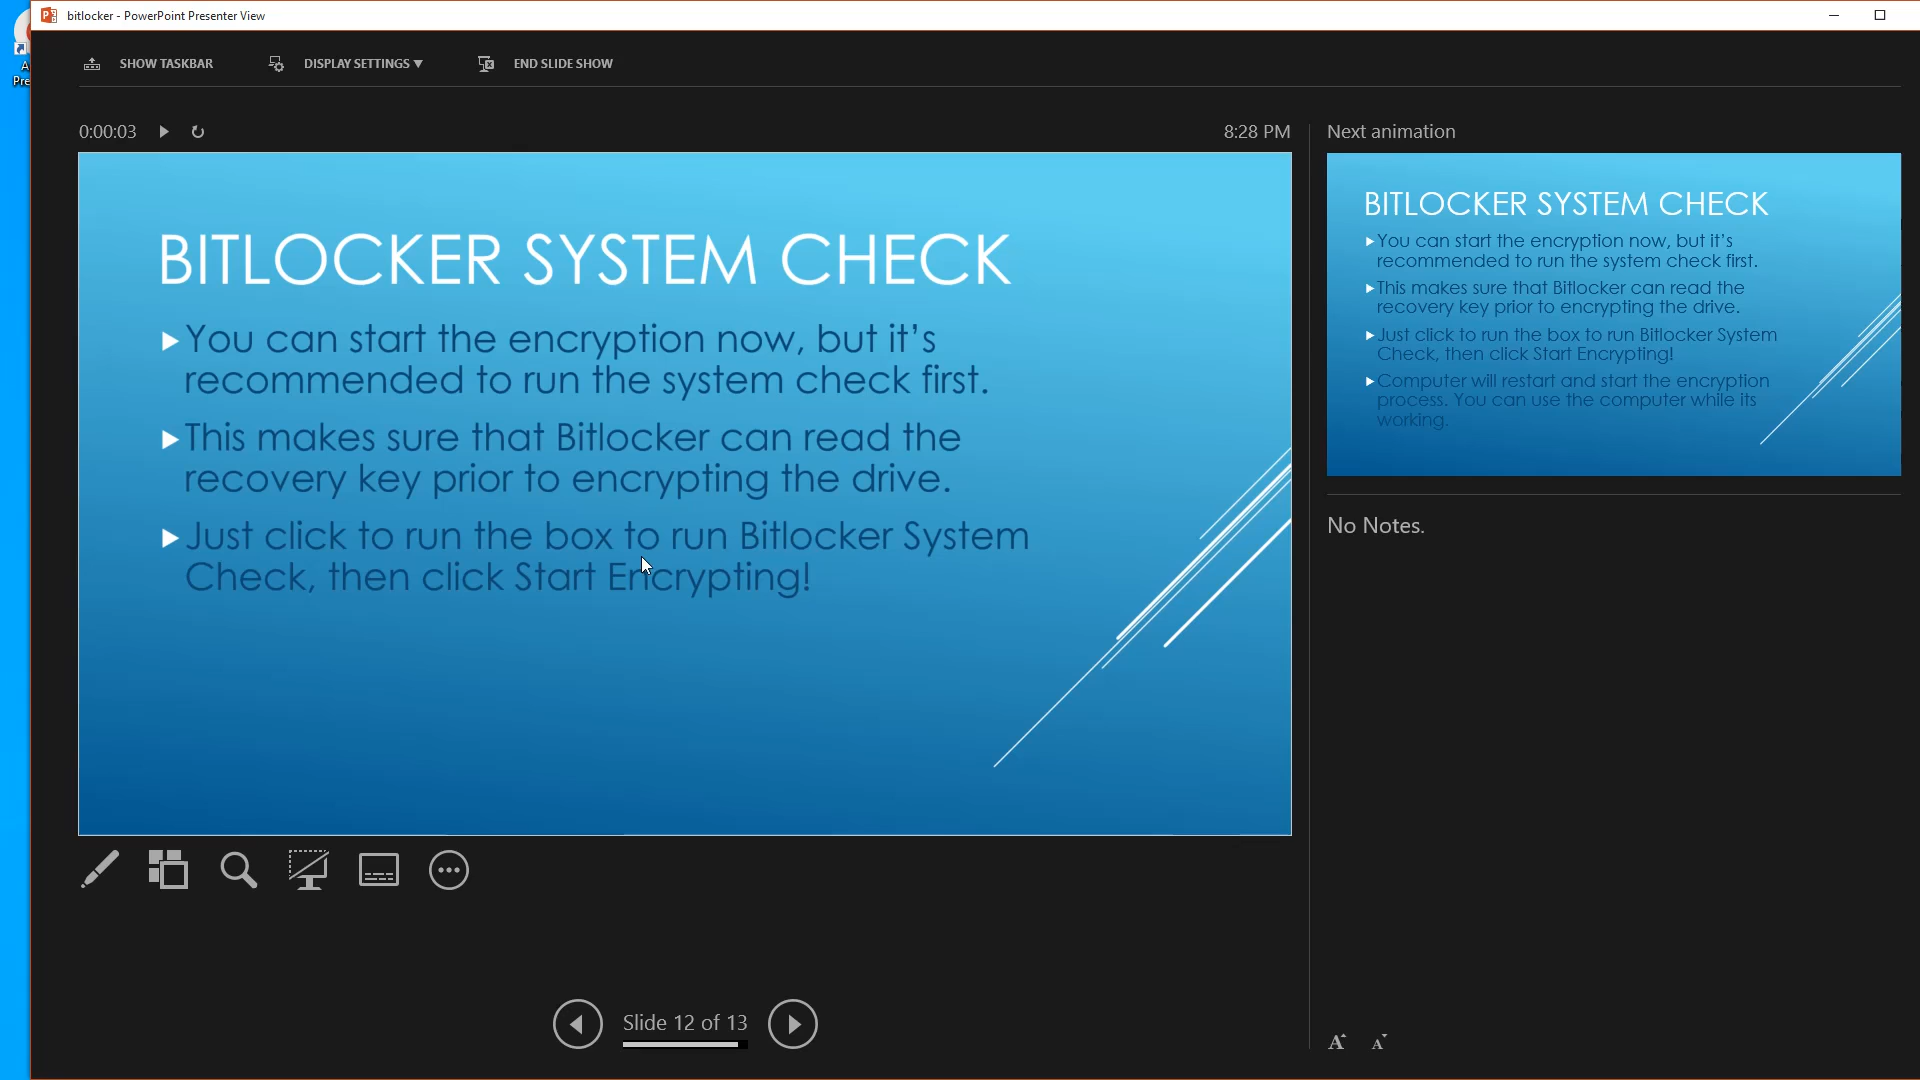 bitlocker - PowerPoint Presenter View
SHOW TASKBAR
DISPLAY SETTINGS ▼
END SLIDE SHOW
0:00:03
8:28 PM
BITLOCKER SYSTEM CHECK
You can start the encryption now, but it’s
recommended to run the system check first.
This makes sure that Bitlocker can read the
recovery key prior to encrypting the drive.
Just click to run the box to run Bitlocker System
Check, then click Start Encrypting!
Slide 12 of 13
Next animation
BITLOCKER SYSTEM CHECK
You can start the encryption now, but it’s
recommended to run the system check first.
This makes sure that Bitlocker can read the
recovery key prior to encrypting the drive.
Just click to run the box to run Bitlocker System
Check, then click Start Encrypting!
Computer will restart and start the encryption
process. You can use the computer while its
working.
No Notes.
A A